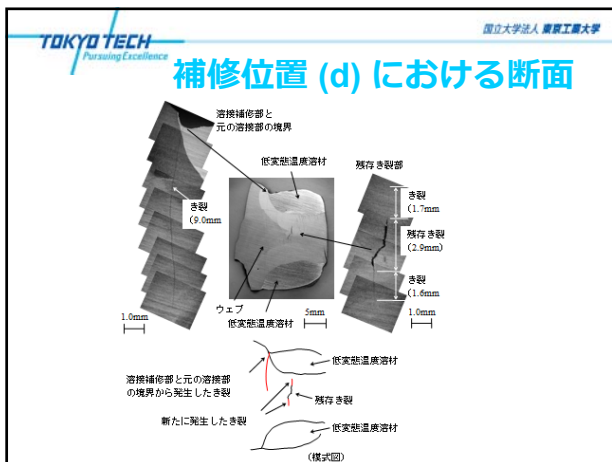 TOKYO TECH
Pursuing Excellence
国立大学法人 東京工業大学
補修位置 (d) における断面
溶接補修部と
元の溶接部の境界
低変態温度溶材
残存き裂部
き裂
(9.0mm
き裂
(1.7mm
残存き裂
(2.9mm)
き裂
(1.6mm
ウェブ
低変態温度溶材
1.0mm
5mm
1.0mm
低変態温度溶材
溶接補修部と元の溶接部
の境界から発生したき裂
残存き裂
新たに発生したき裂
低変態温度溶材
(模式図)